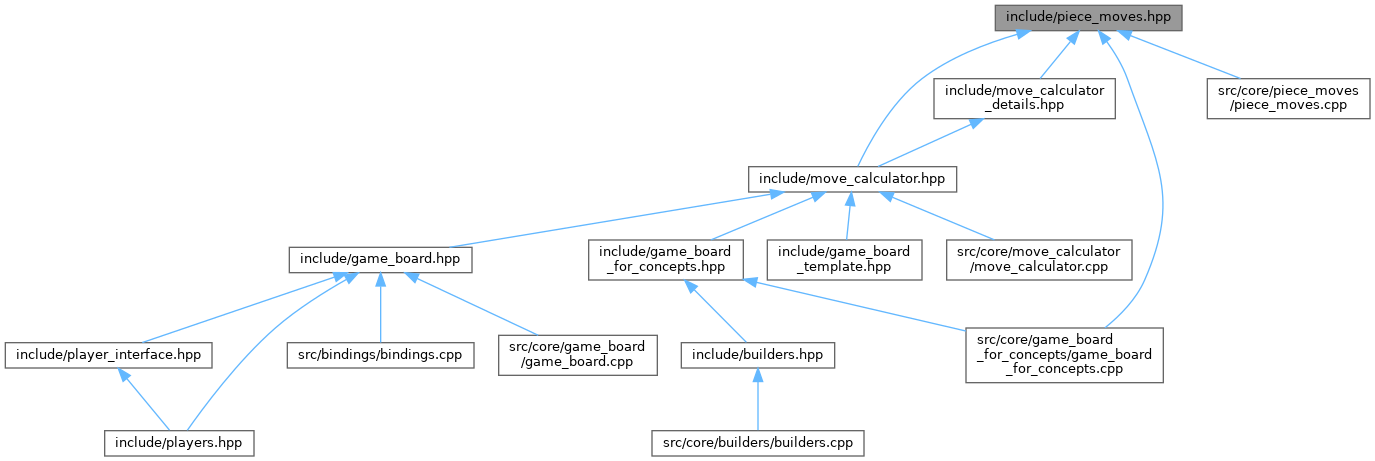 include/piece_moves.hpp
include/move_calculator
_details.hpp
src/core/piece_moves
/piece_moves.cpp
include/move_calculator.hpp
include/game_board.hpp
include/game_board
_for_concepts.hpp
include/game_board
_template.hpp
src/core/move_calculator
/move_calculator.cpp
include/player_interface.hpp
src/bindings/bindings.cpp
src/core/game_board
/game_board.cpp
include/builders.hpp
src/core/game_board
_for_concepts/game_board
_for_concepts.cpp
include/players.hpp
src/core/builders/builders.cpp